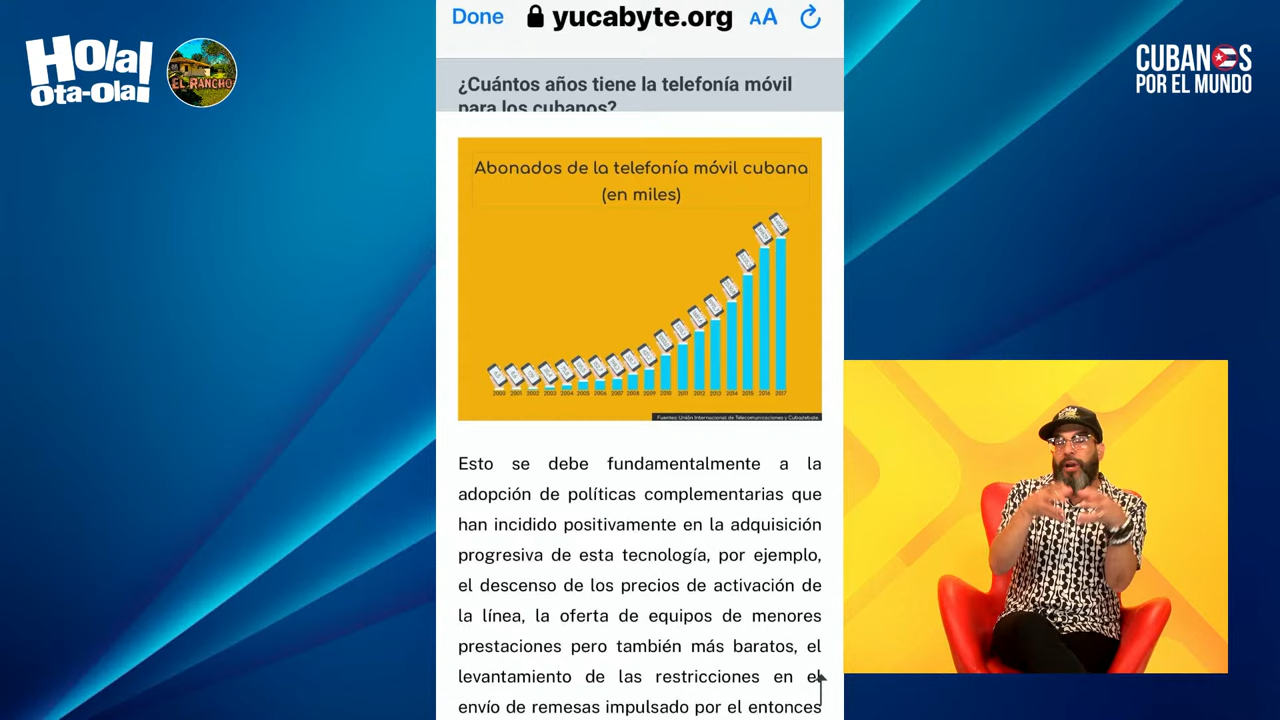 Hola!
Ota-Ola!
EL RANCHO
CUBANOS
POR EL MUNDO
Done
yucabyte.org
AA
¿Cuántos años tiene la telefonía móvil
para los cubanos?
Abonados de la telefonía móvil cubana
(en miles)
2000 2001 2002 2003 2004 2005 2006 2007 2008 2009 2010 2011 2012 2013 2014 2015 2016 2017
Fuentes: Unión Internacional de Telecomunicaciones y Cubadebate.
Esto se debe fundamentalmente a la
adopción de políticas complementarias que
han incidido positivamente en la adquisición
progresiva de esta tecnología, por ejemplo,
el descenso de los precios de activación de
la línea, la oferta de equipos de menores
prestaciones pero también más baratos, el
levantamiento de las restricciones en el
envío de remesas impulsado por el entonces